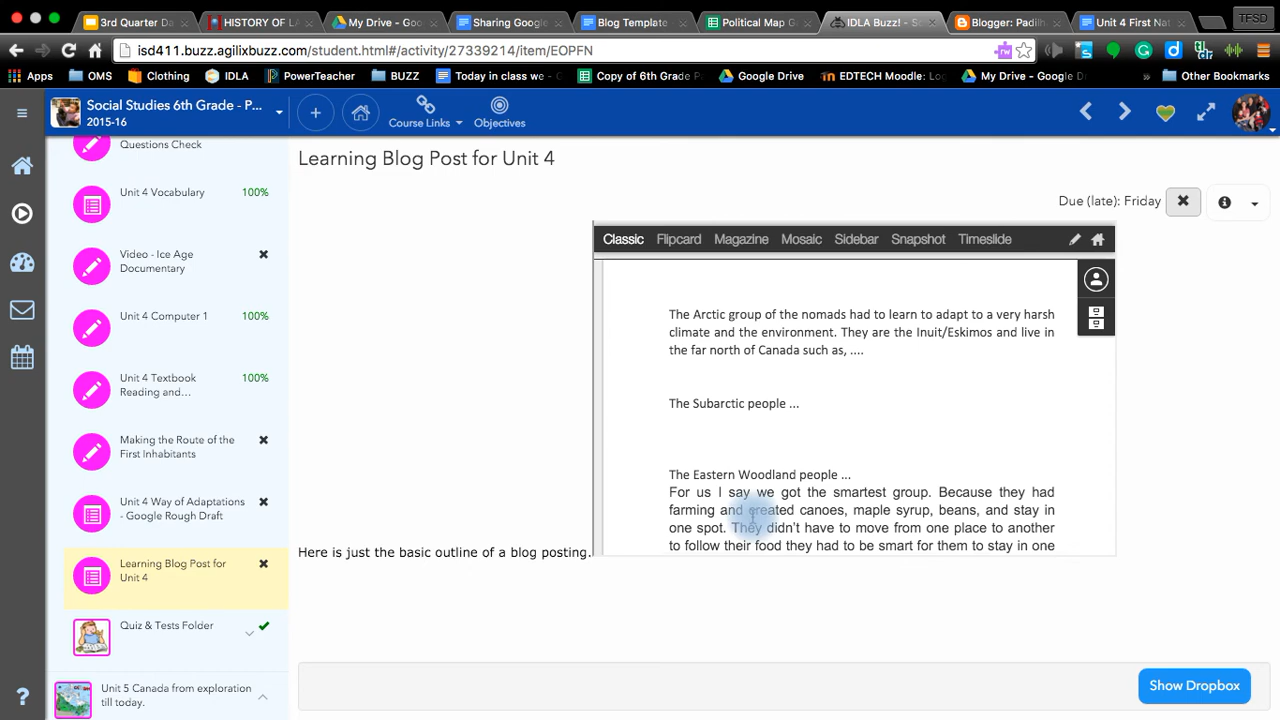 3rd Quarter Da
HISTORY OF LA
My Drive - Goo
Sharing Google
Blog Template
Political Map G
IDLA Buzz! - So
Blogger: Padilh
Unit 4 First Nat
TFSD
isd411.buzz.agilixbuzz.com/student.html#/activity/27339214/item/EOPFN
Apps
OMS
Clothing
IDLA
PowerTeacher
BUZZ
Today in class we -
Copy of 6th Grade P
Google Drive
EDTECH Moodle: Log
My Drive - Google D
»
Other Bookmarks
Social Studies 6th Grade - P...
2015-16
Course Links
Objectives
Questions Check
Unit 4 Vocabulary 100%
Video - Ice Age
Documentary
Unit 4 Computer 1 100%
Unit 4 Textbook 100%
Reading and...
Making the Route of the
First Inhabitants
Unit 4 Way of Adaptations
- Google Rough Draft
Learning Blog Post for
Unit 4
Quiz & Tests Folder
Unit 5 Canada from exploration
till today.
Learning Blog Post for Unit 4
Due (late): Friday
Classic Flipcard Magazine Mosaic Sidebar Snapshot Timeslide
The Arctic group of the nomads had to learn to adapt to a very harsh
climate and the environment. They are the Inuit/Eskimos and live in
the far north of Canada such as, ....
The Subarctic people ...
The Eastern Woodland people ...
For us I say we got the smartest group. Because they had
farming and created canoes, maple syrup, beans, and stay in
one spot. They didn't have to move from one place to another
to follow their food they had to be smart for them to stay in one
Here is just the basic outline of a blog posting.
Show Dropbox